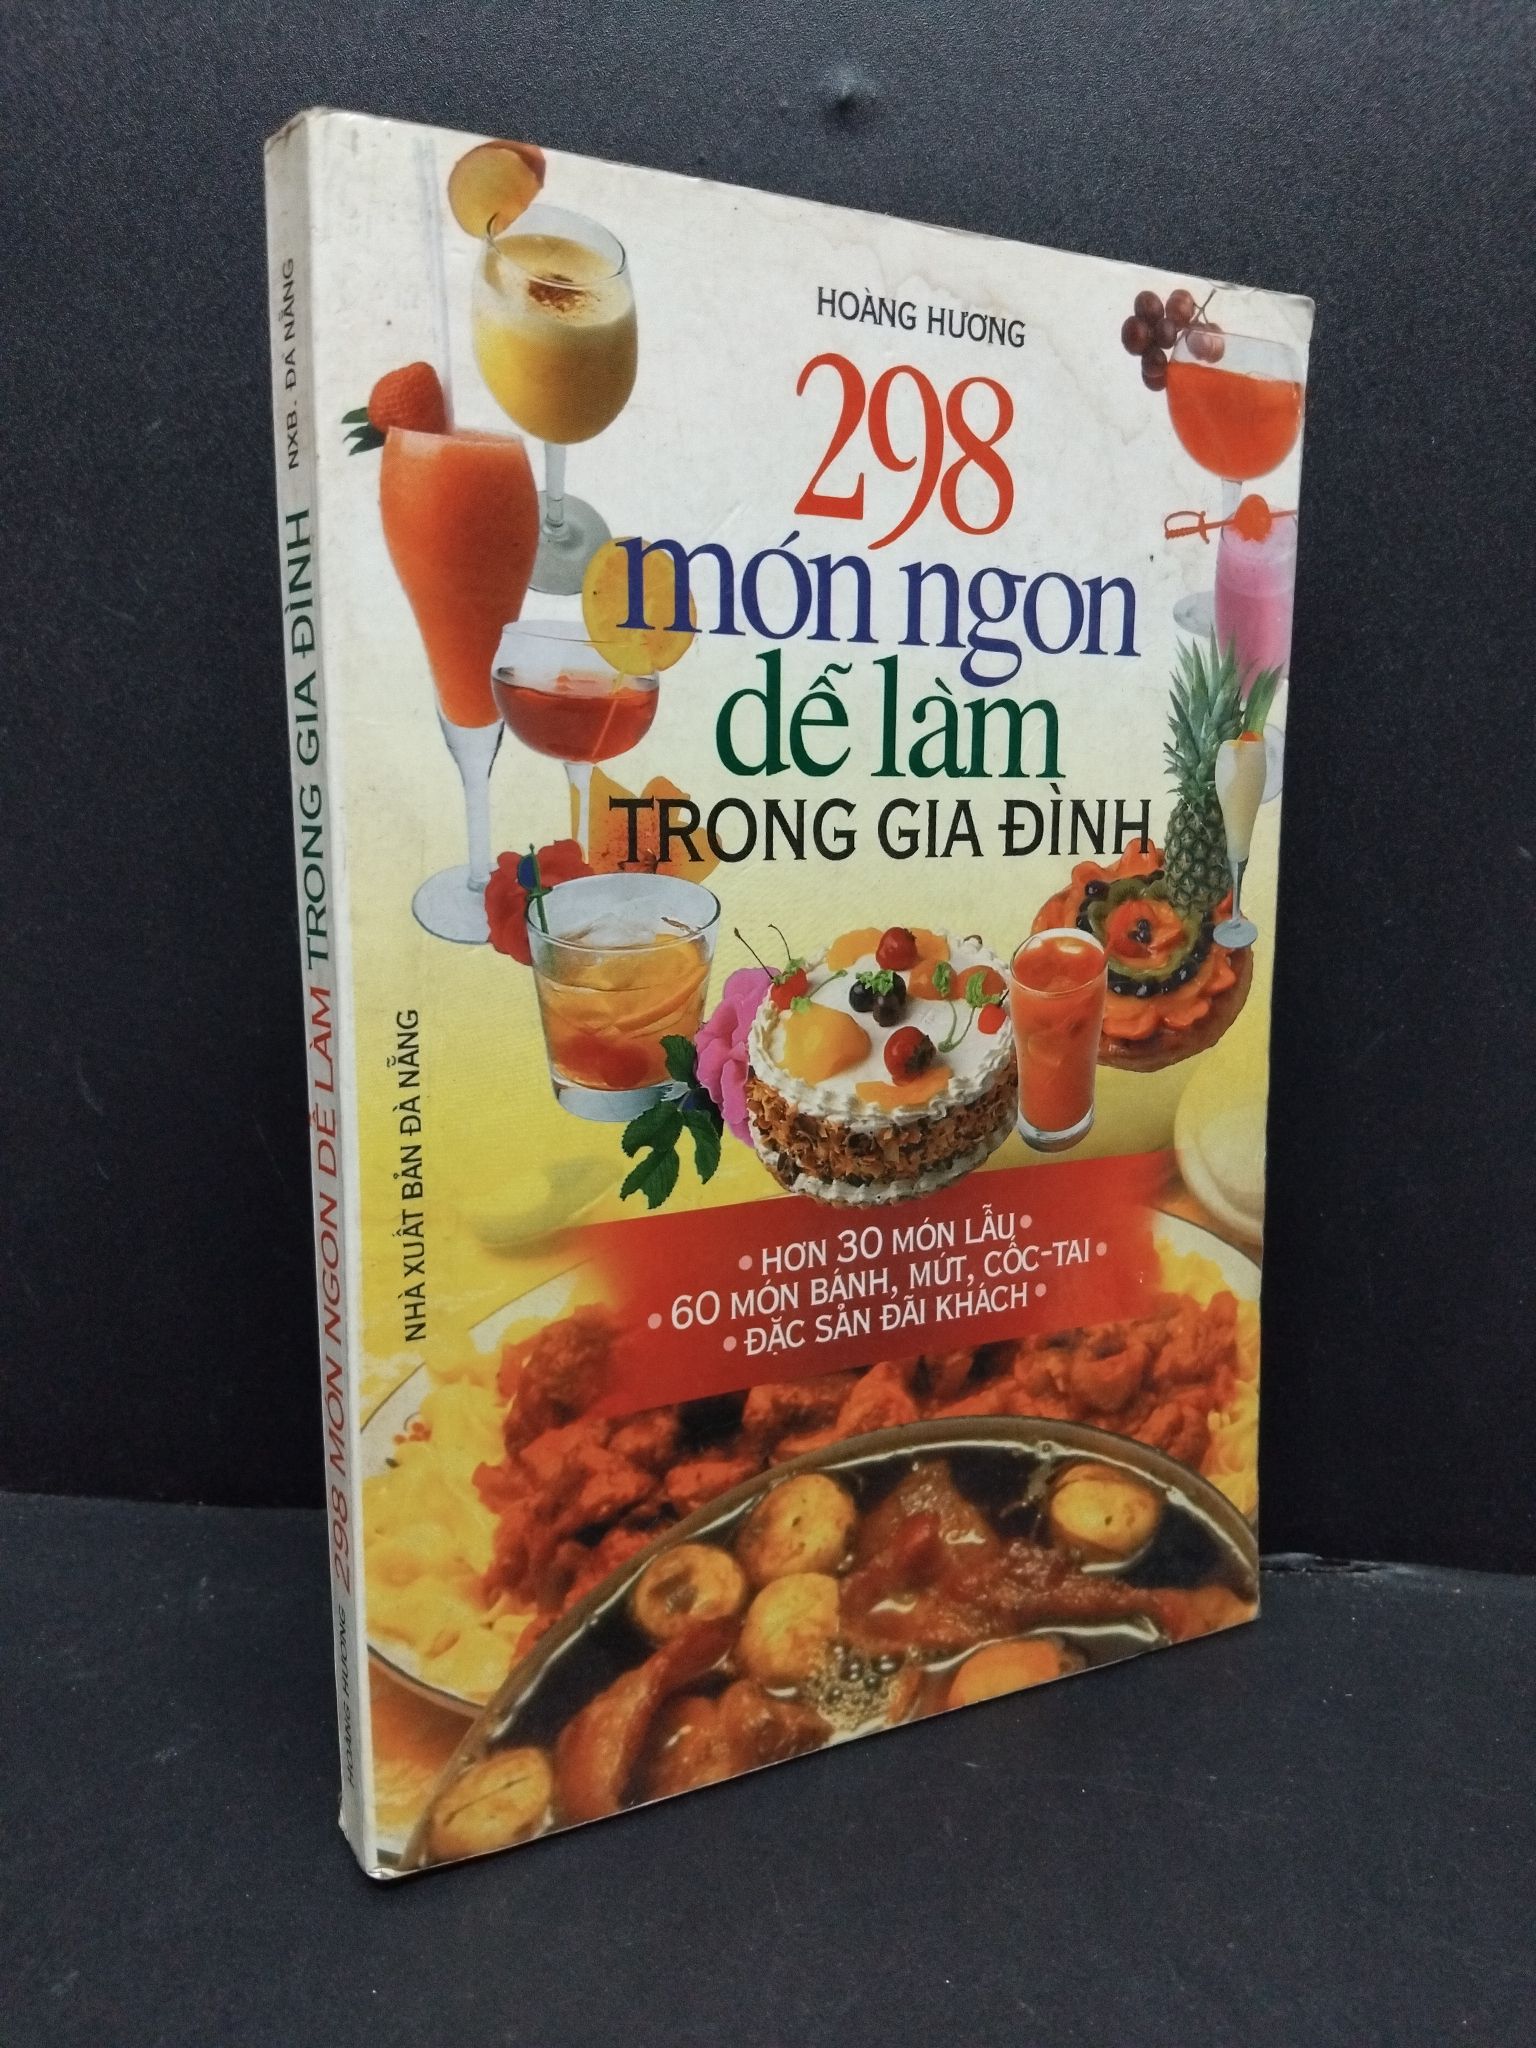 HOÀNG HƯƠNG
298
món ngon
dễ làm
TRONG GIA ĐÌNH
• HƠN 30 MÓN LẨU •
• 60 MÓN BÁNH, MỨT, CỐC-TAI •
• ĐẶC SẢN ĐÃI KHÁCH •
NHÀ XUẤT BẢN ĐÀ NẴNG
HOÀNG HƯƠNG 298 MÓN NGON DỄ LÀM TRONG GIA ĐÌNH NXB. ĐÀ NẴNG